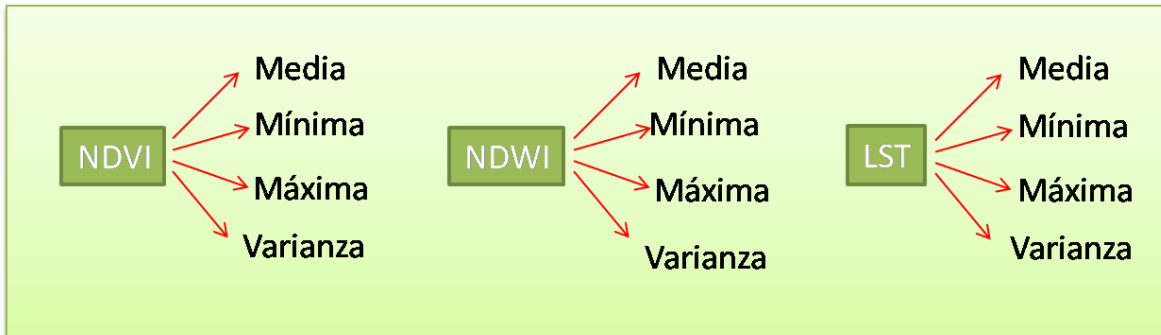 NDVI
Media
Mínima
Máxima
Varianza
NDWI
Media
Mínima
Máxima
Varianza
LST
Media
Mínima
Máxima
Varianza